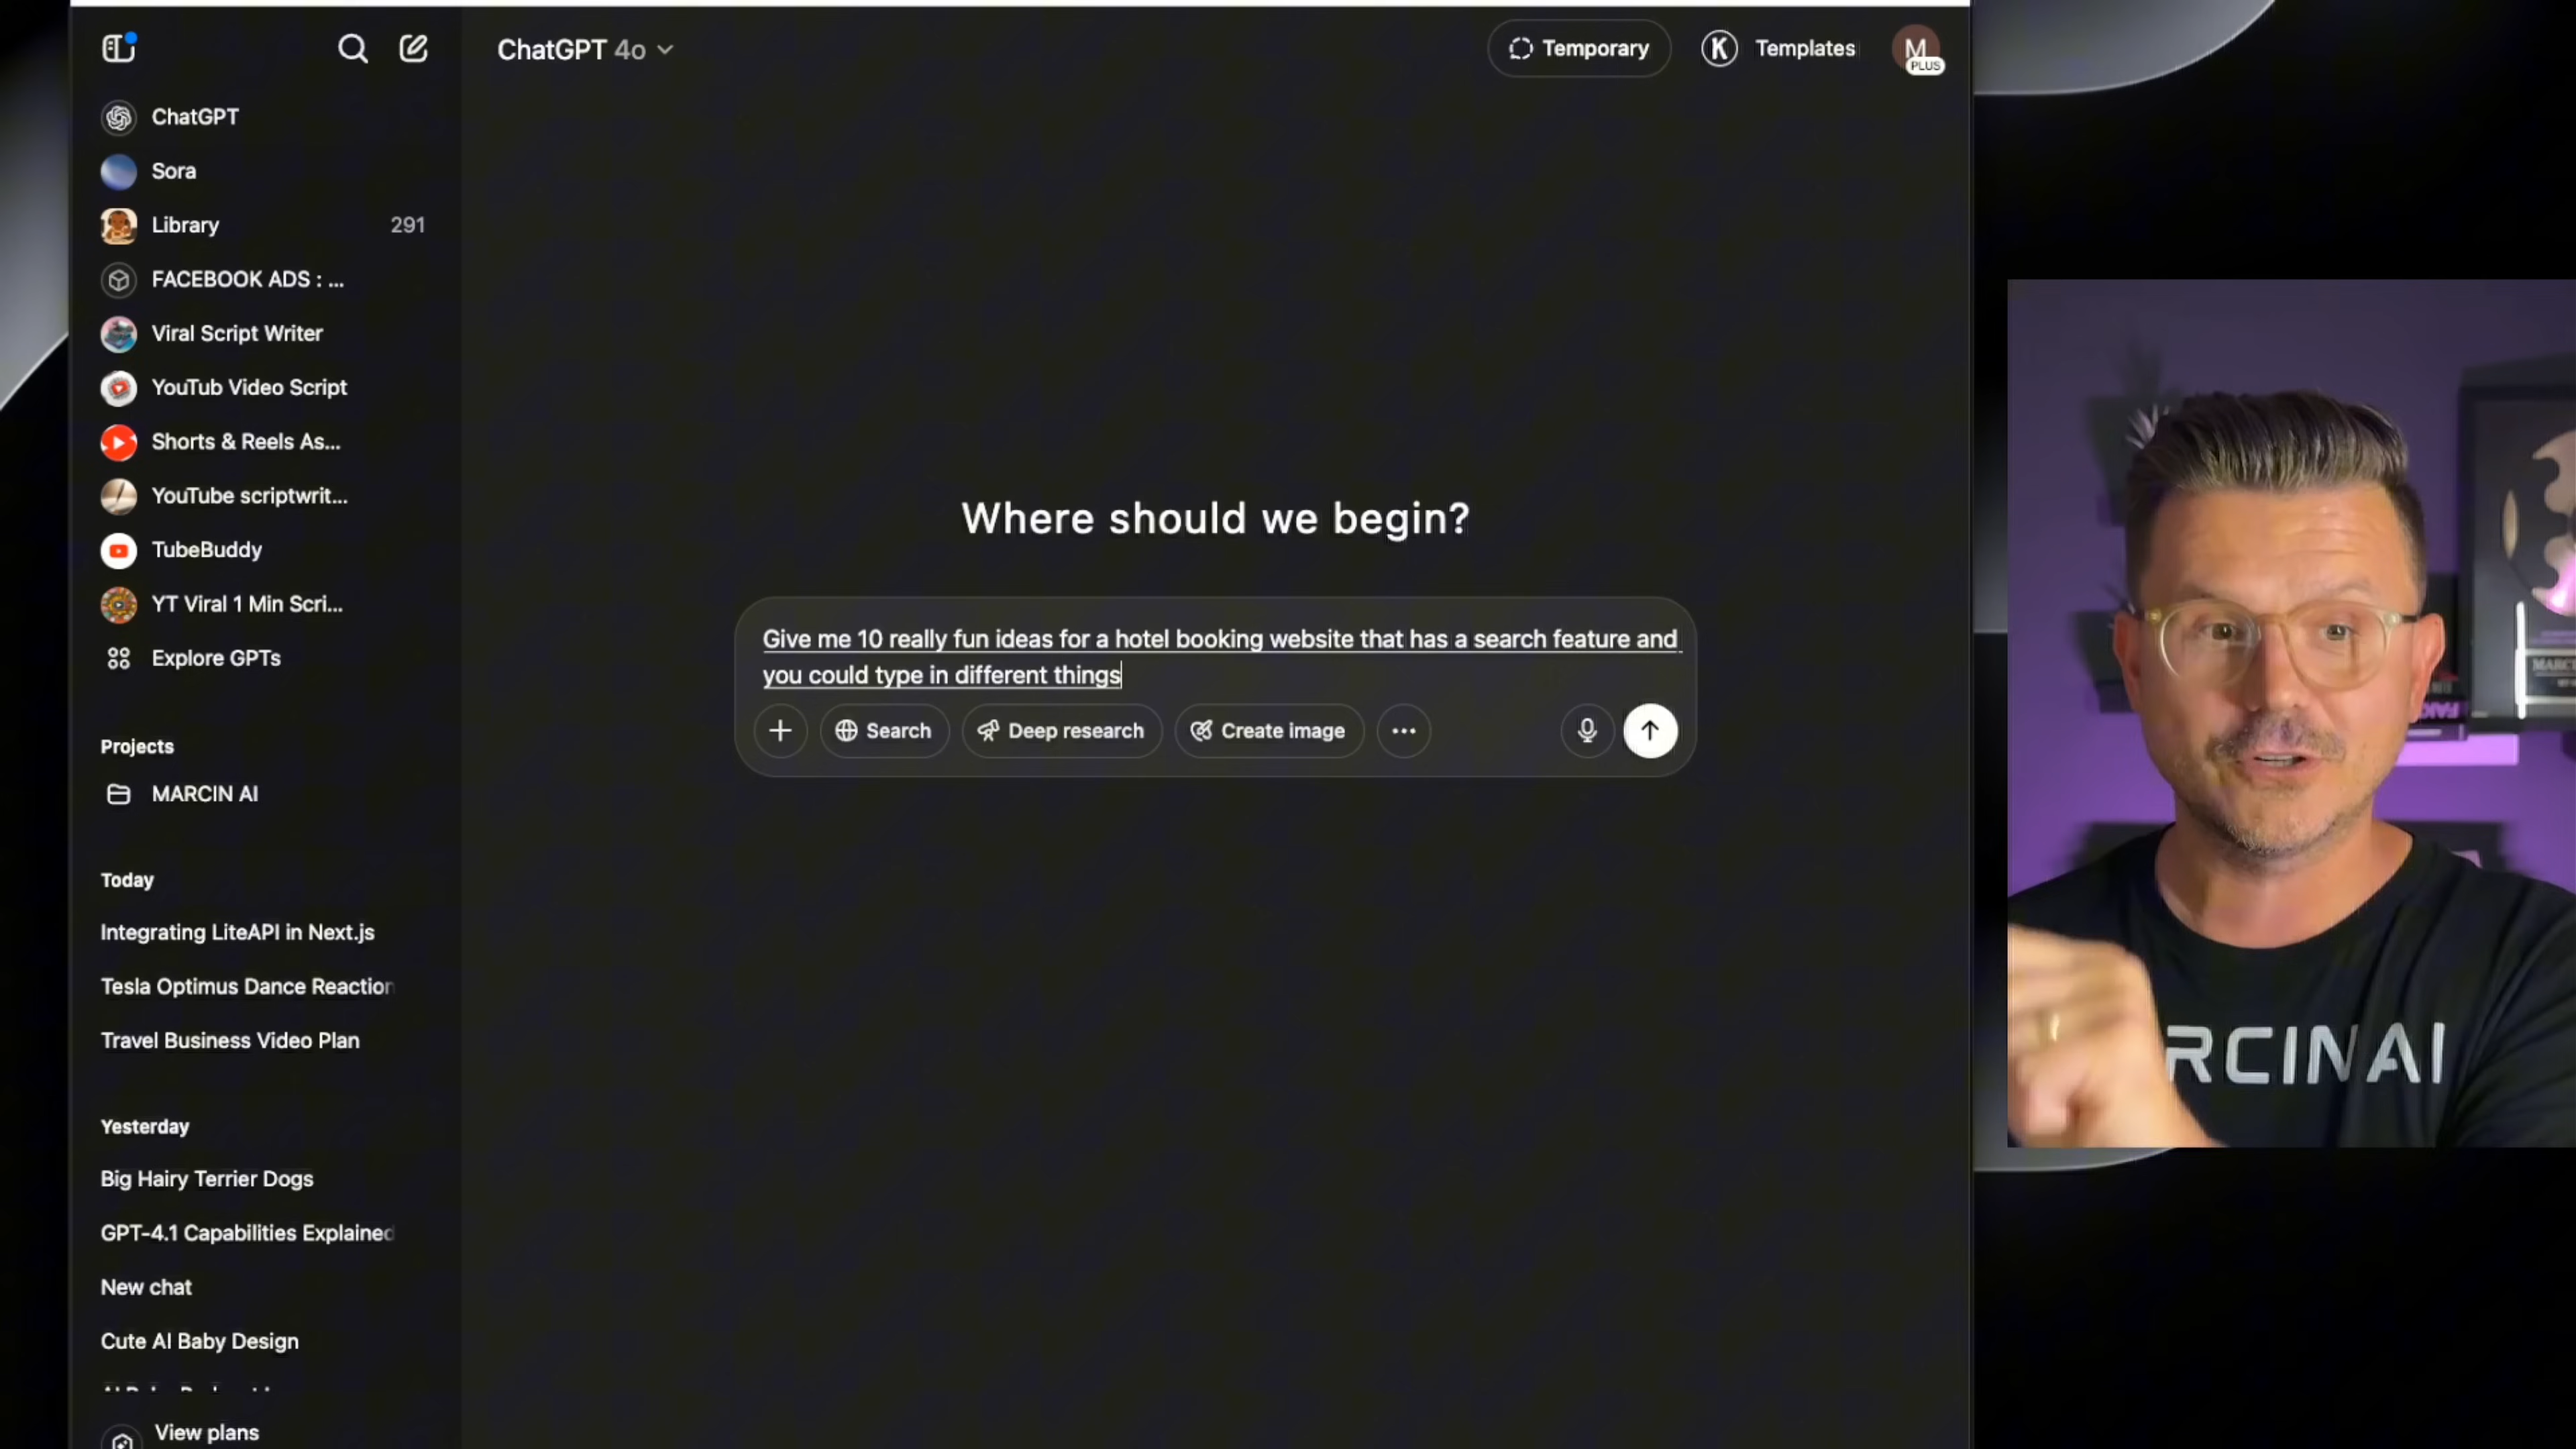 ChatGPT 4o
Temporary
K
Templates
M
PLUS
ChatGPT
Sora
Library 291
FACEBOOK ADS : ...
Viral Script Writer
YouTub Video Script
Shorts & Reels As...
YouTube scriptwrit...
TubeBuddy
YT Viral 1 Min Scri...
Explore GPTs
Projects
MARCIN AI
Today
Integrating LiteAPI in Next.js
Tesla Optimus Dance Reaction
Travel Business Video Plan
Yesterday
Big Hairy Terrier Dogs
GPT-4.1 Capabilities Explained
New chat
Cute AI Baby Design
View plans
Where should we begin?
Give me 10 really fun ideas for a hotel booking website that has a search feature and
you could type in different things
Search
Deep research
Create image
RCINAI